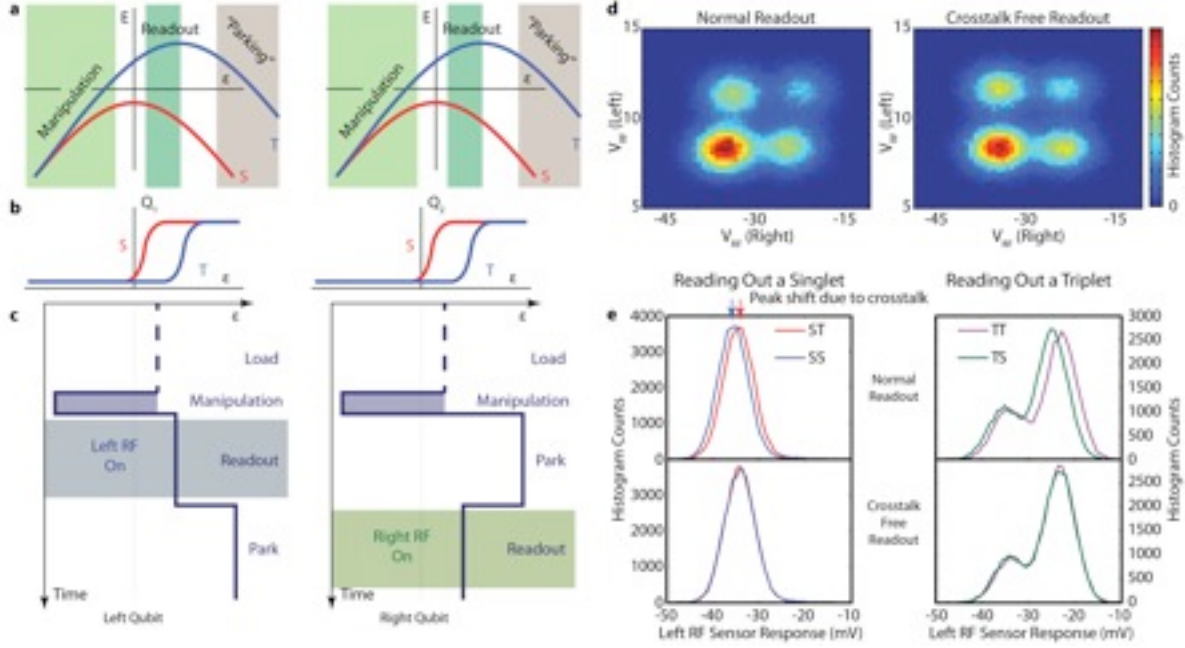 a
E
Readout
"Parking"
Manipulation
ε
T
S
E
Readout
"Parking"
Manipulation
ε
T
S
b
S
T
ε
S
T
ε
c
ε
Load
Manipulation
Left RF
On
Readout
Park
Time
Left Qubit
ε
Load
Manipulation
Park
Right RF
On
Readout
Time
Right Qubit
d
Normal Readout
Crosstalk Free Readout
15
10
5
(Left)
-45
-30
-15
(Right)
15
10
5
(Left)
-45
-30
-15
(Right)
Histogram Counts
0
Reading Out a Singlet
Reading Out a Triplet
Peak shift due to crosstalk
e
4000
3000
2000
1000
0
ST
SS
Normal
Readout
TT
TS
3000
2500
2000
1500
1000
500
0
Histogram Counts
3000
2000
1000
0
Crosstalk
Free
Readout
2500
2000
1500
1000
500
0
Histogram Counts
-50
-40
-30
-20
-10
Left RF Sensor Response (mV)
-50
-40
-30
-20
-10
Left RF Sensor Response (mV)